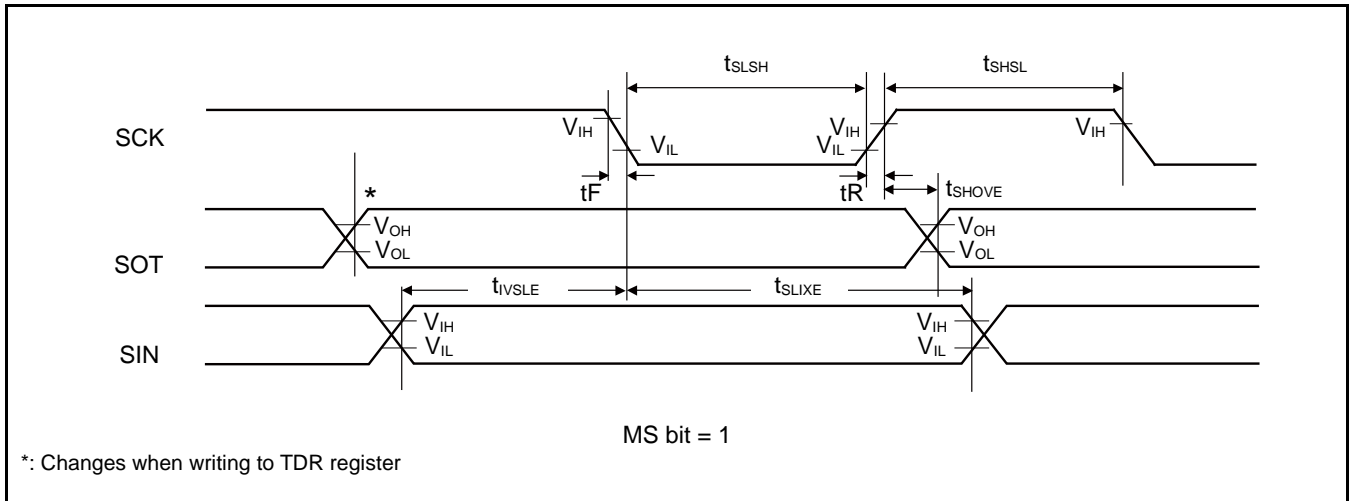 tSLSH
tSHSL
SCK
VIH
VIL
VIL
VIH
VIH
tF
tR
tSHOVE
*
SOT
VOH
VOL
VOH
VOL
tIVSLE
tSLIXE
SIN
VIH
VIL
VIH
VIL
MS bit = 1
*: Changes when writing to TDR register